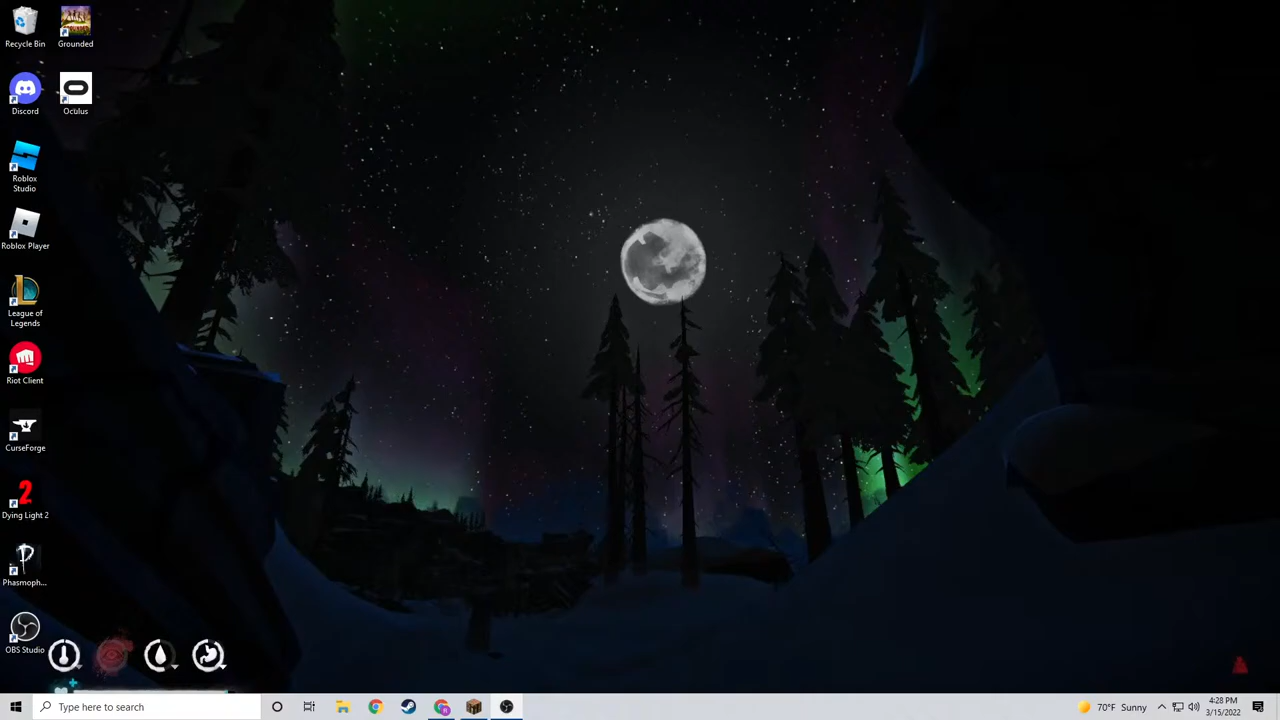 Recycle Bin
Grounded
Discord
Oculus
Roblox
Studio
Roblox Player
League of
Legends
Riot Client
CurseForge
2
Dying Light 2
Phasmoph...
OBS Studio
Type here to search
70°F Sunny
4:28 PM
3/15/2022